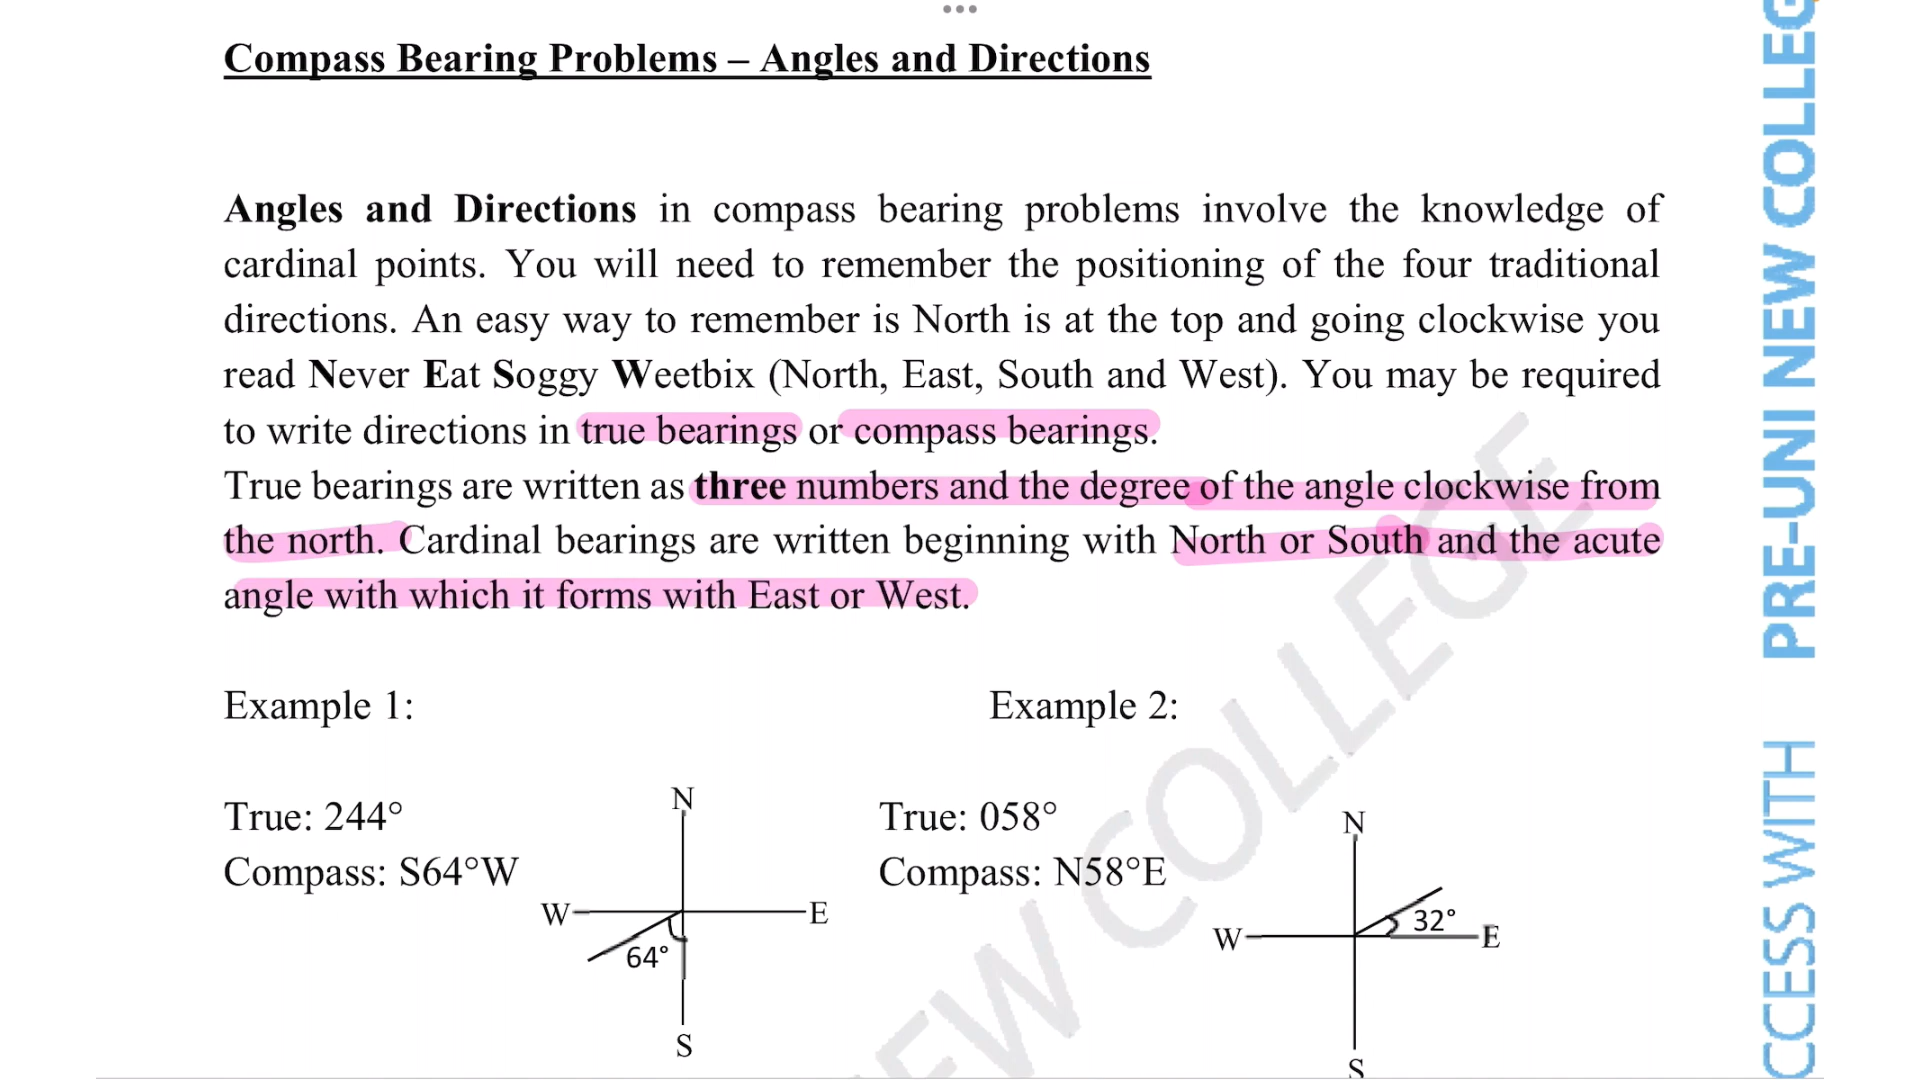 Compass Bearing Problems – Angles and Directions
Angles and Directions in compass bearing problems involve the knowledge of
cardinal points. You will need to remember the positioning of the four traditional
directions. An easy way to remember is North is at the top and going clockwise you
read Never Eat Soggy Weetbix (North, East, South and West). You may be required
to write directions in true bearings or compass bearings.
True bearings are written as three numbers and the degree of the angle clockwise from
the north. Cardinal bearings are written beginning with North or South and the acute
angle with which it forms with East or West.
Example 1:
Example 2:
True: 244°
Compass: S64°W
N
W
E
64°
S
True: 058°
Compass: N58°E
N
W
32°
E
S
EW COLLEGE
CCESS WITH PRE-UNI NEW COLLEG